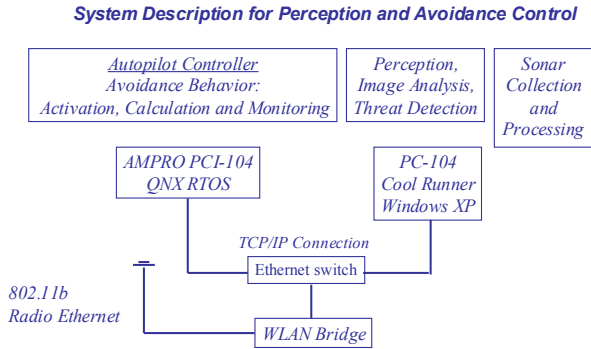 System Description for Perception and Avoidance Control
Autopilot Controller
Avoidance Behavior:
Activation, Calculation and Monitoring
Perception,
Image Analysis,
Threat Detection
Sonar
Collection
and
Processing
AMPRO PCI-104
QNX RTOS
PC-104
Cool Runner
Windows XP
TCP/IP Connection
Ethernet switch
802.11b
Radio Ethernet
WLAN Bridge